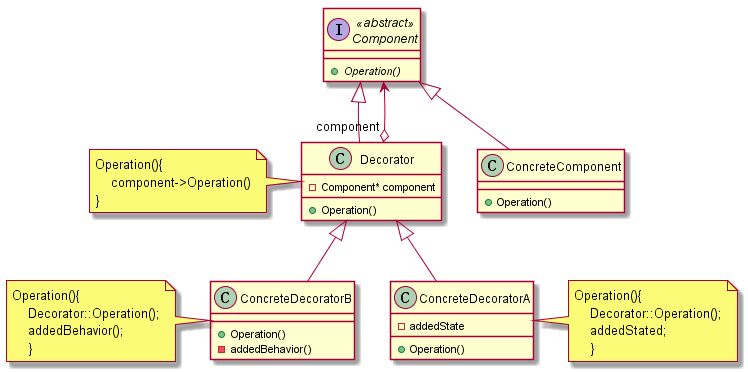 I
«abstract»
Component
Operation()
component
C Decorator
Component* component
Operation()
Operation(){
component->Operation()
}
C ConcreteComponent
Operation()
Operation(){
Decorator::Operation();
addedBehavior();
}
C ConcreteDecoratorB
Operation()
addedBehavior()
C ConcreteDecoratorA
addedState
Operation()
Operation(){
Decorator::Operation();
addedStated;
}